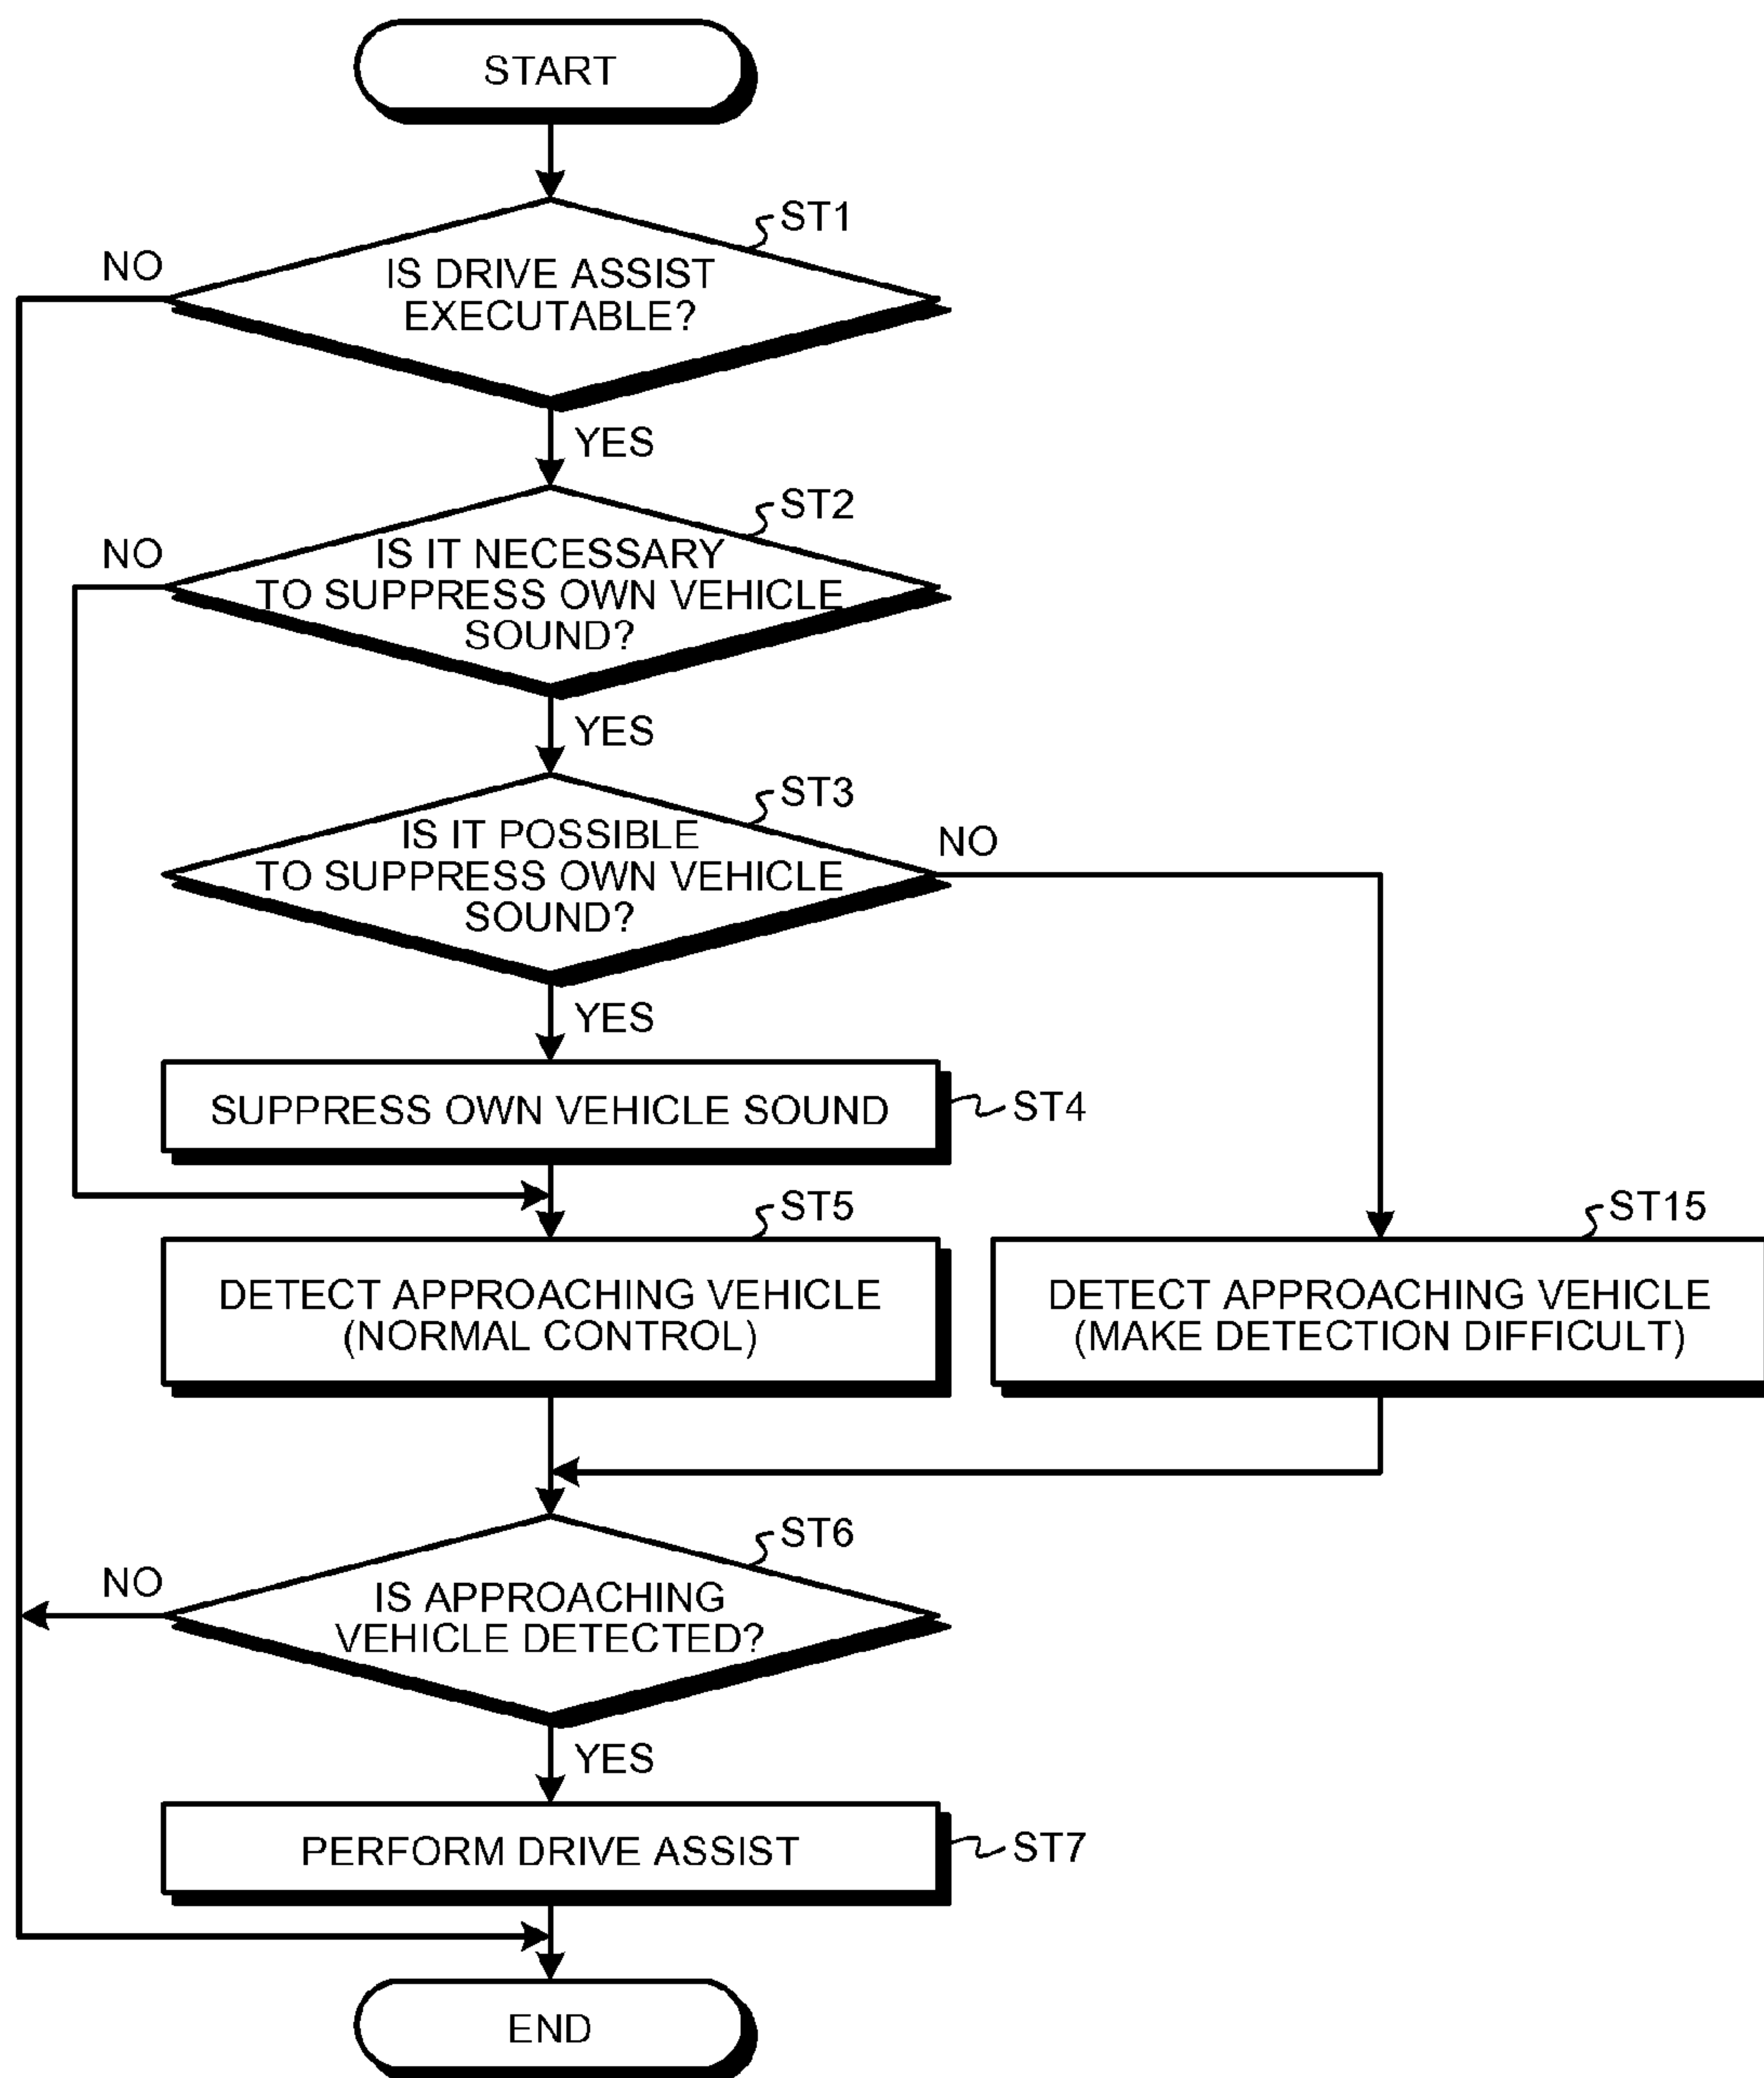 START
ST1
NO
IS DRIVE ASSIST
EXECUTABLE?
YES
ST2
NO
IS IT NECESSARY
TO SUPPRESS OWN VEHICLE
SOUND?
YES
ST3
IS IT POSSIBLE
TO SUPPRESS OWN VEHICLE
SOUND?
NO
YES
SUPPRESS OWN VEHICLE SOUND
ST4
ST5
DETECT APPROACHING VEHICLE
(NORMAL CONTROL)
ST15
DETECT APPROACHING VEHICLE
(MAKE DETECTION DIFFICULT)
ST6
NO
IS APPROACHING
VEHICLE DETECTED?
YES
PERFORM DRIVE ASSIST
ST7
END